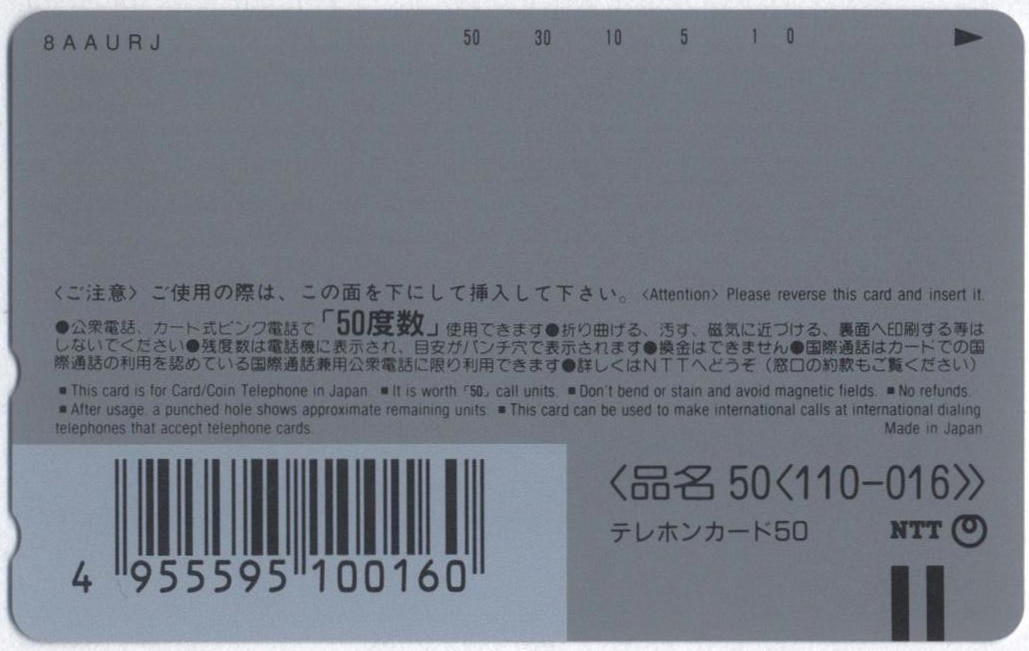 8AAURJ 50 30 10 5 1 0 ▶
〈ご注意〉ご使用の際は、この面を下にして挿入して下さい。〈Attention〉Please reverse this card and insert it.
●公衆電話、カード式ピンク電話で「50度数」使用できます●折り曲げる、汚す、磁気に近づける、裏面へ印刷する等は
しないでください●残度数は電話機に表示され、目安がパンチ穴で表示されます●換金はできません●国際通話はカードでの国
際通話の利用を認めている国際通話兼用公衆電話に限り利用できます●詳しくはNTTへどうぞ(窓口の約款もご覧ください)
■This card is for Card/Coin Telephone in Japan. ■It is worth「50」call units. ■Don't bend or stain and avoid magnetic fields. ■No refunds.
■After usage, a punched hole shows approximate remaining units. ■This card can be used to make international calls at international dialing
telephones that accept telephone cards. Made in Japan
〈品名 50〈110-016〉〉
テレホンカード50 NTT
4 955595 100160